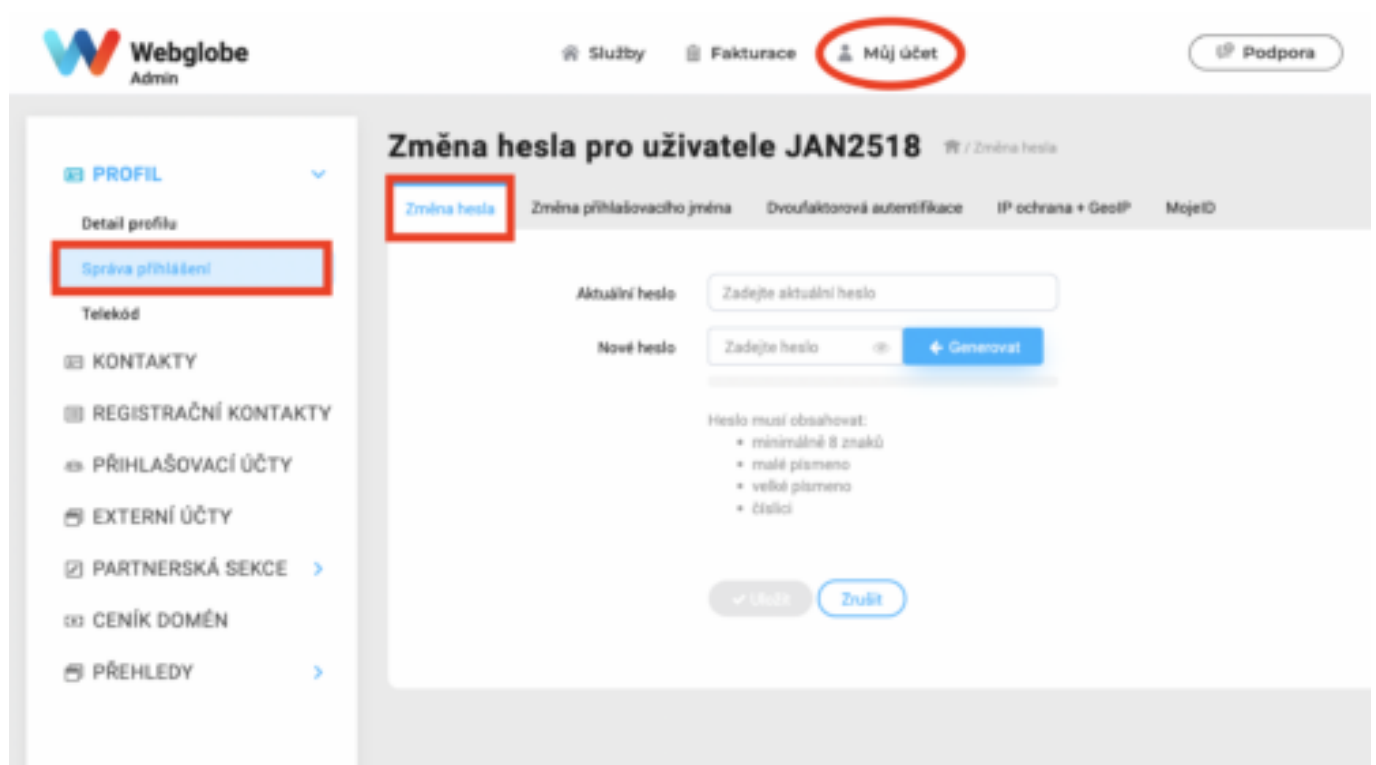 Webglobe
Admin
Služby
Fakturace
Můj účet
Podpora
PROFIL
Detail profilu
Správa přihlášení
Telekód
KONTAKTY
REGISTRAČNÍ KONTAKTY
PŘIHLAŠOVACÍ ÚČTY
EXTERNÍ ÚČTY
PARTNERSKÁ SEKCE
CENÍK DOMÉN
PŘEHLEDY
Změna hesla pro uživatele JAN2518
/ Změna hesla
Změna hesla
Změna přihlašovacího jména
Dvoufaktorová autentifikace
IP ochrana + GeoIP
MojeID
Aktuální heslo
Zadejte aktuální heslo
Nové heslo
Zadejte heslo
Generovat
Heslo musí obsahovat:
• minimálně 8 znaků
• malé písmeno
• velké písmeno
• číslici
Uložit
Zrušit